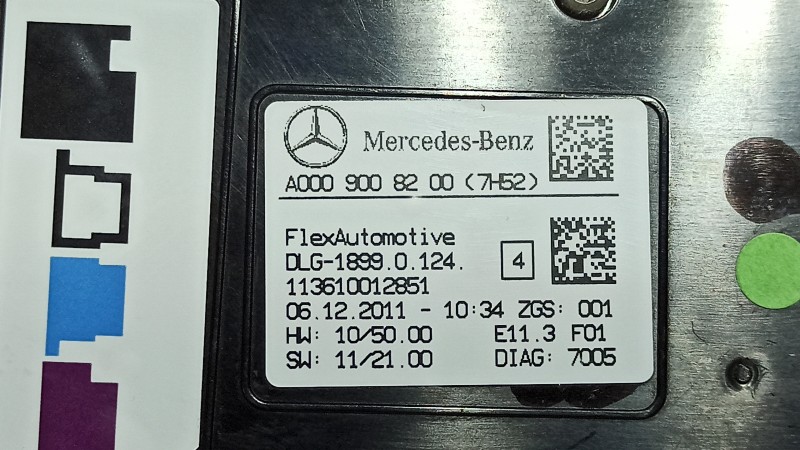 Mercedes-Benz
A000 900 82 00 (7H52)
FlexAutomotive
DLG-1899.0.124.
4
113610012851
06.12.2011 - 10:34 ZGS: 001
HW: 10/50.00 E11.3 F01
SW: 11/21.00 DIAG: 7005